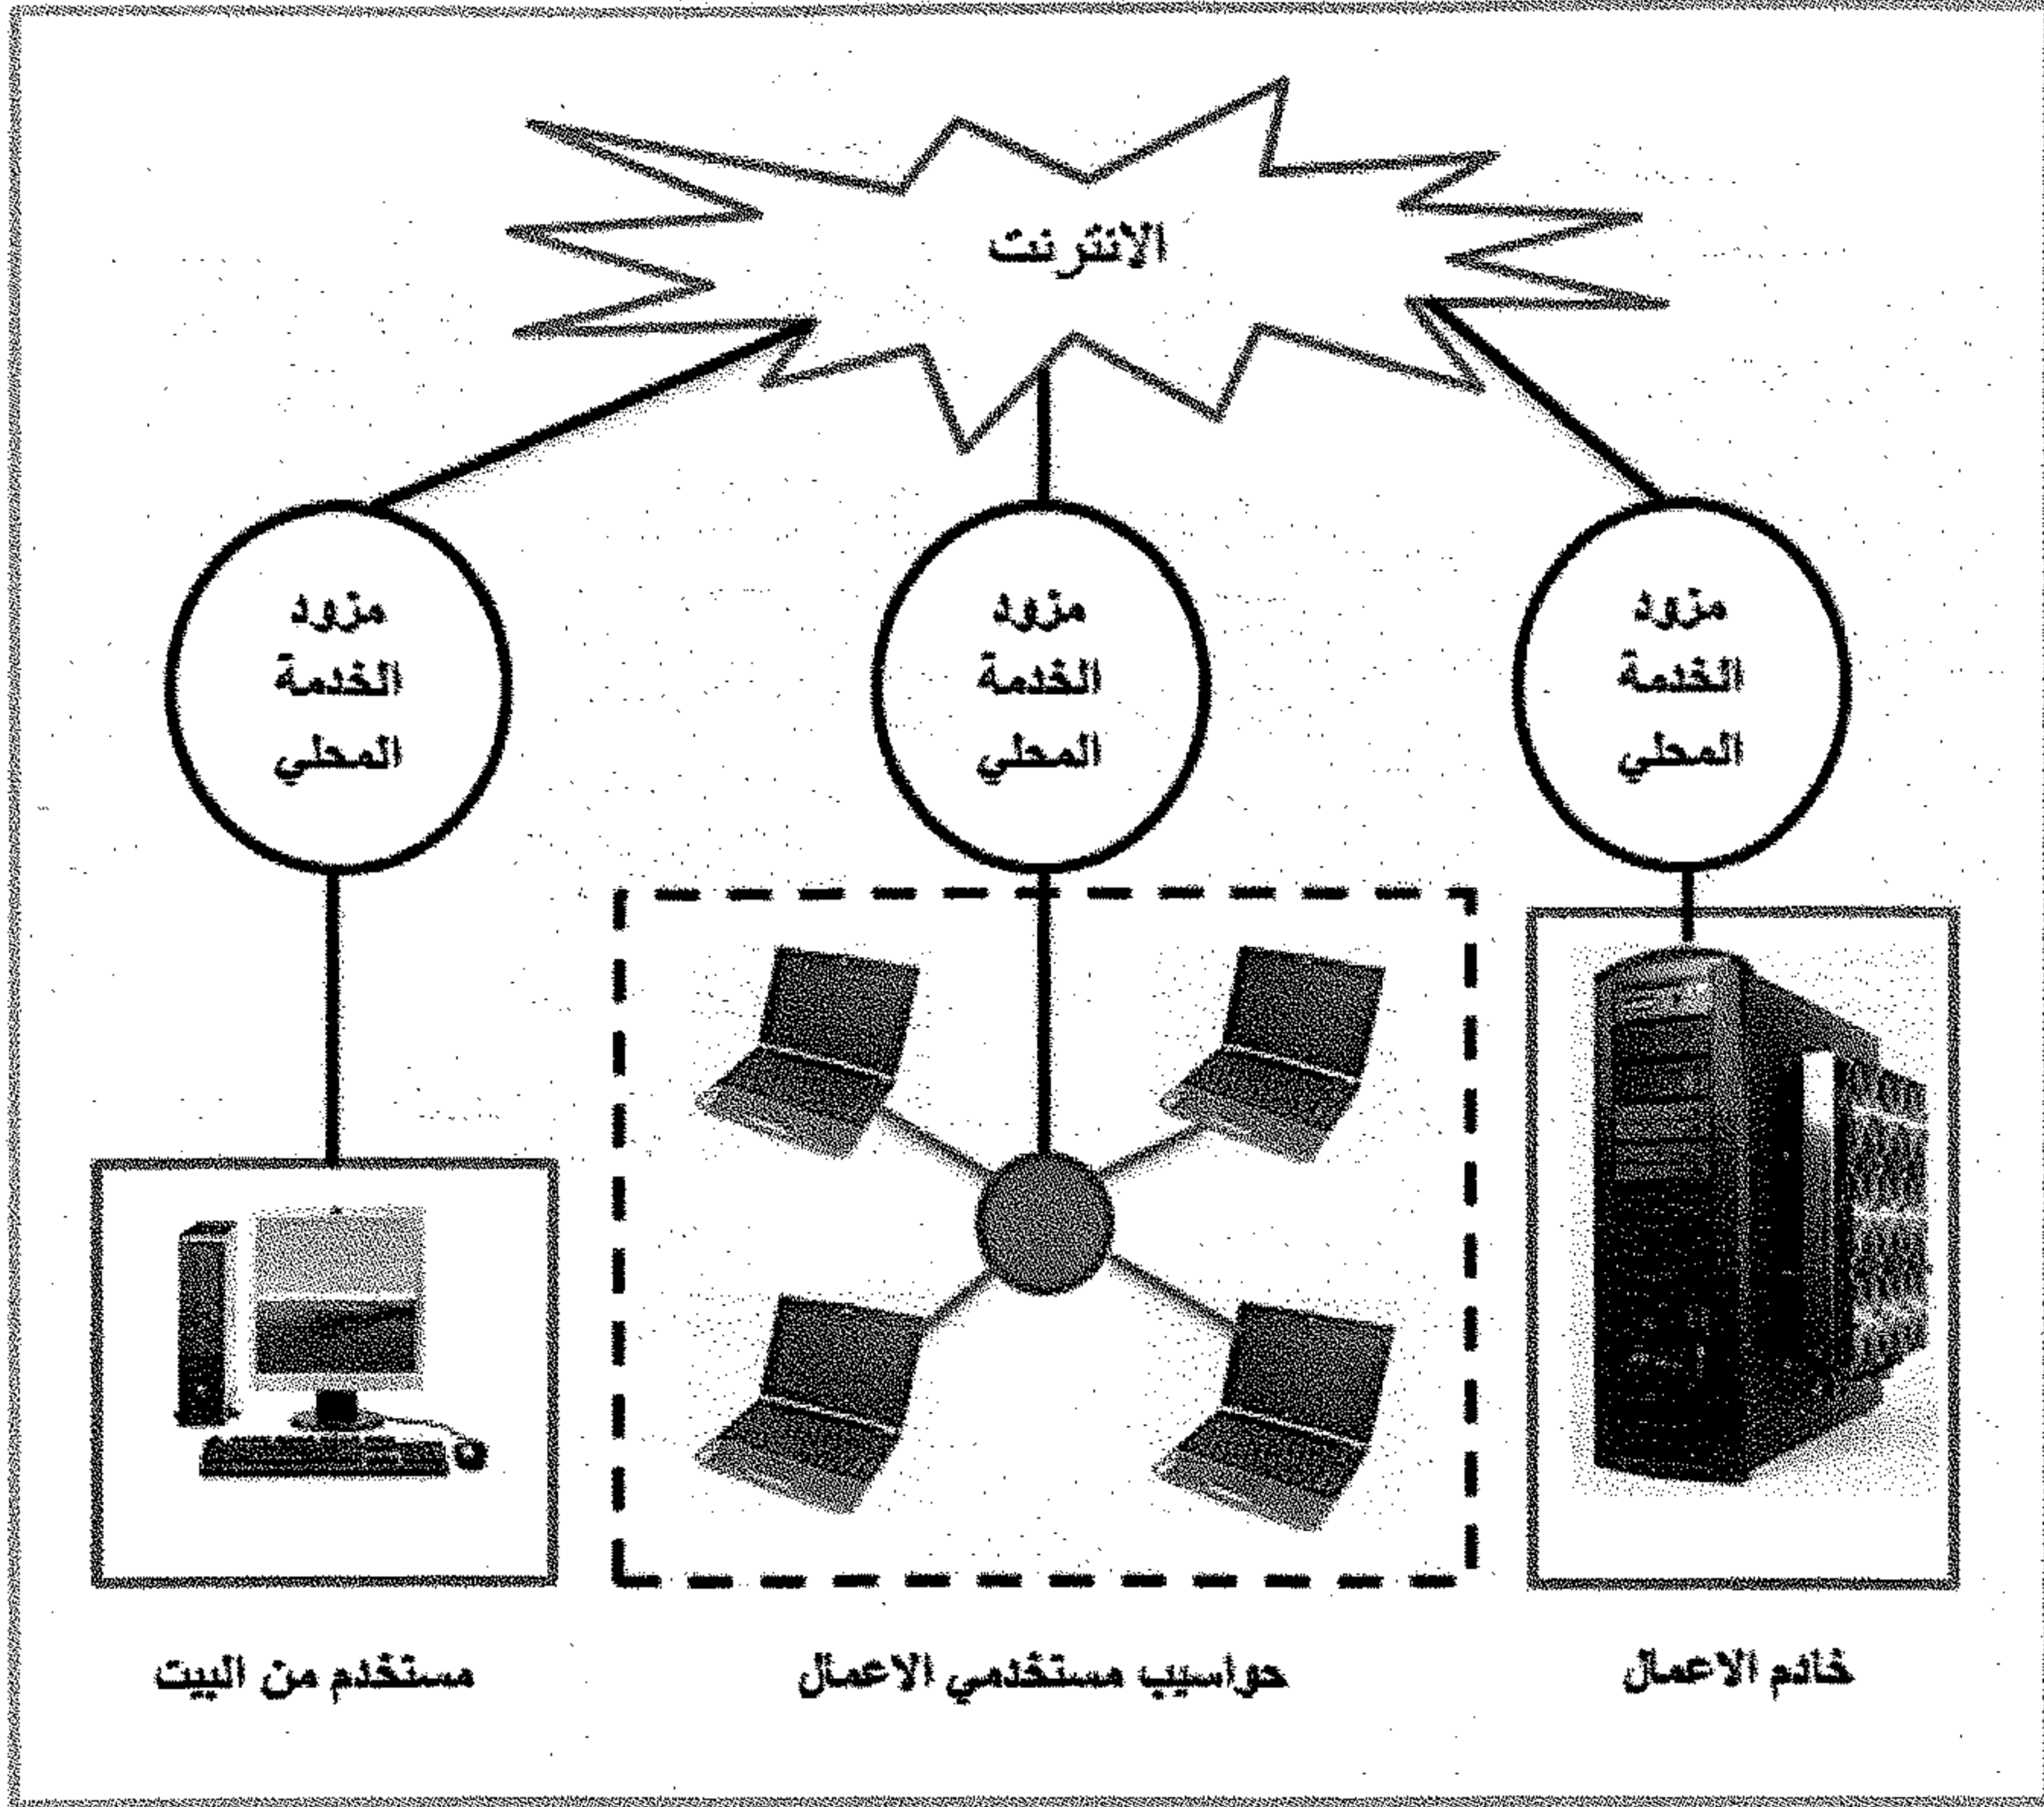 الانترنت
مزود
الخدمة
المحلي
مزود
الخدمة
المحلي
مزود
الخدمة
المحلي
خادم الاعمال
حواسيب مستخدمي الاعمال
مستخدم من البيت